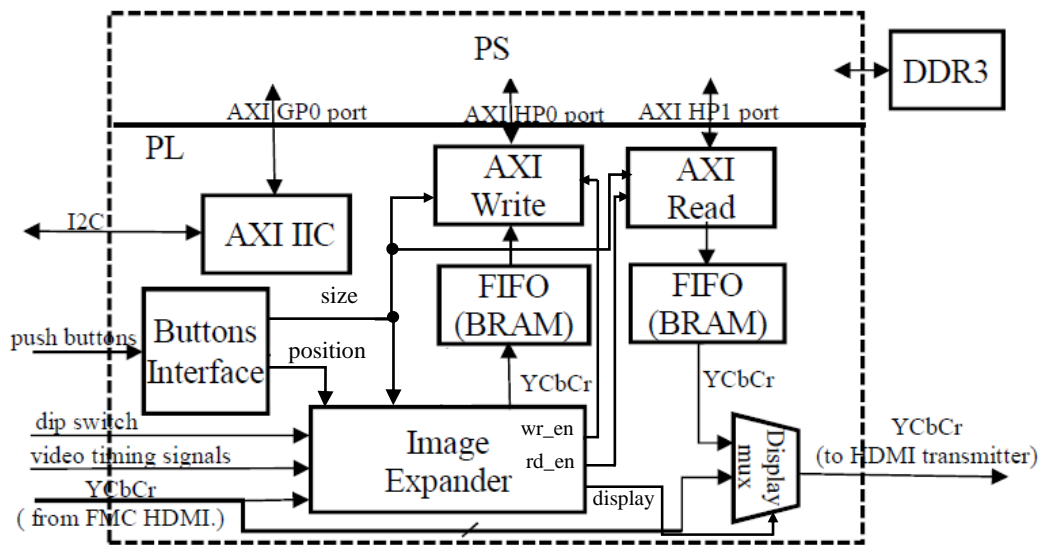 PS
DDR3
AXI GP0 port
AXI HP0 port
AXI HP1 port
PL
AXI
Write
AXI
Read
I2C
AXI IIC
size
FIFO
(BRAM)
FIFO
(BRAM)
push buttons
Buttons
Interface
position
YCbCr
YCbCr
dip switch
video timing signals
YCbCr
( from FMC HDMI.)
Image
Expander
wr_en
rd_en
display
Display
mux
YCbCr
(to HDMI transmitter)